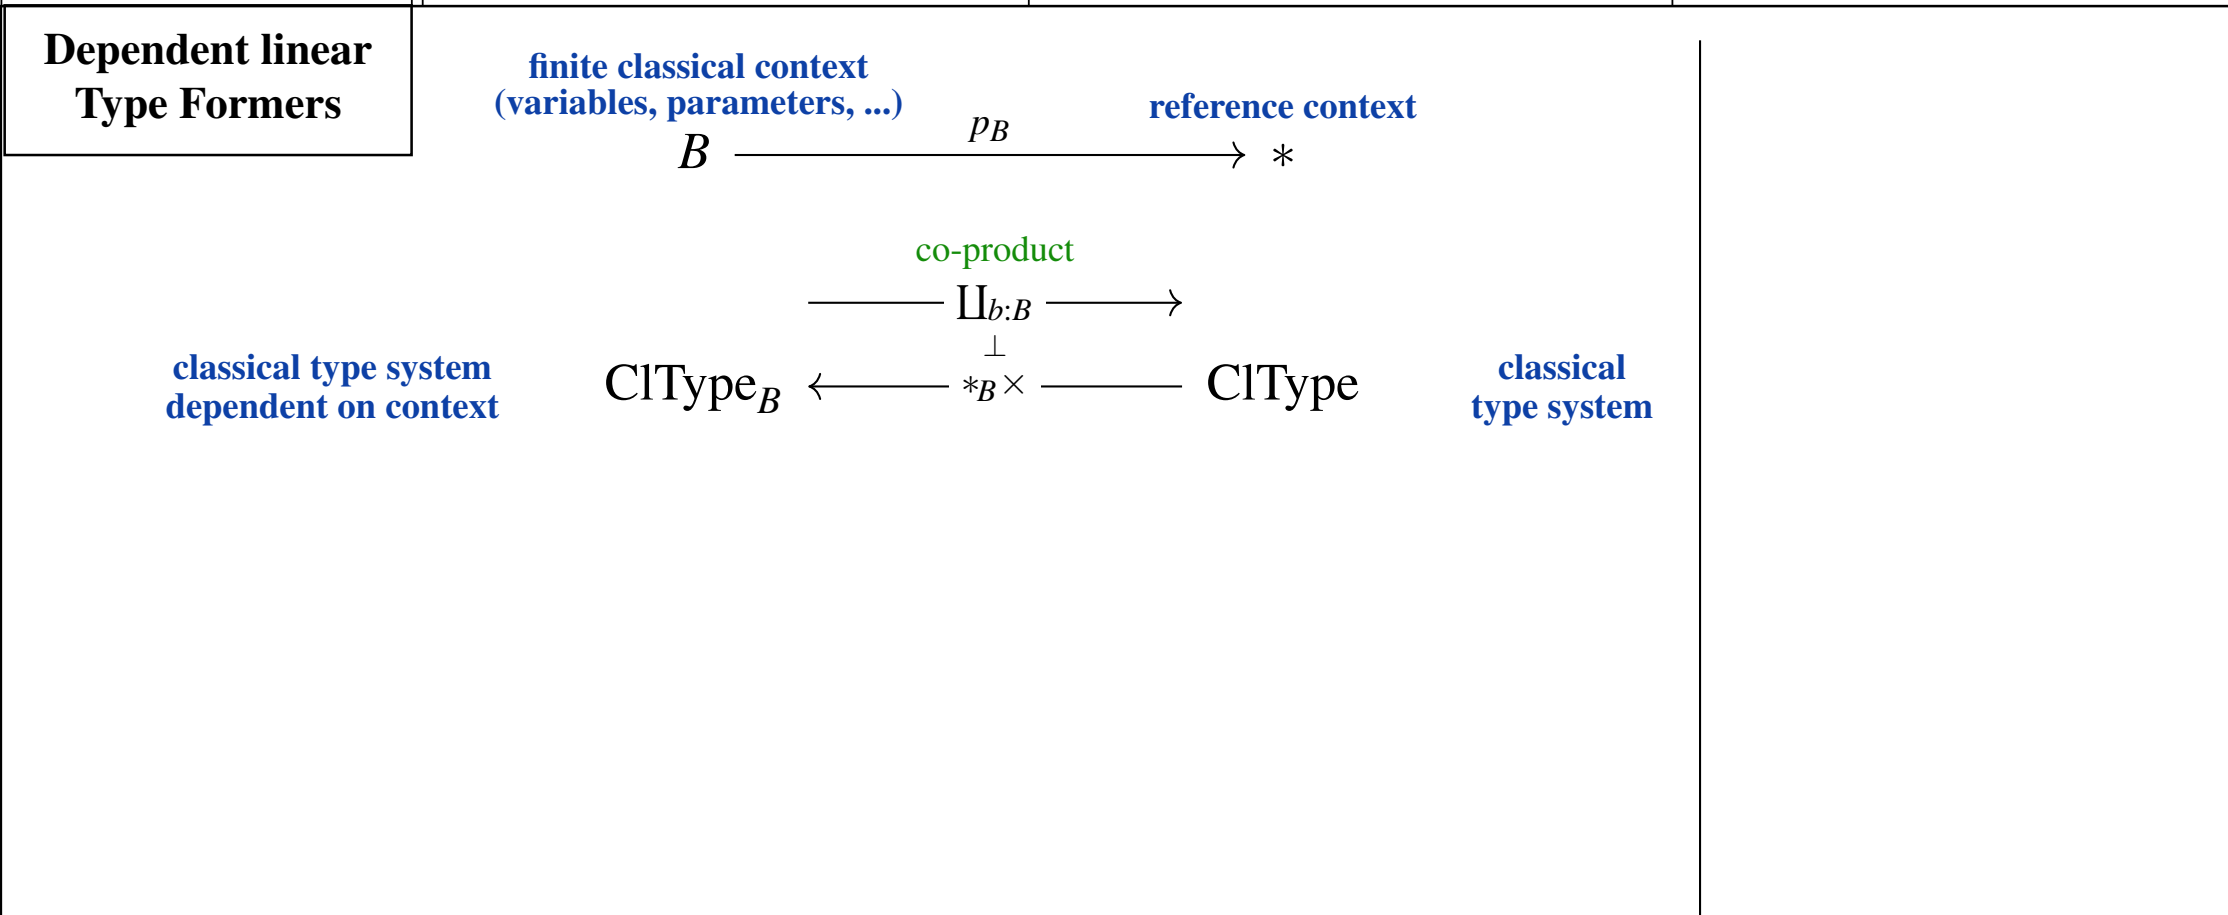 Dependent linear
Type Formers
finite classical context
(variables, parameters, ...)
reference context
p_B
B ⟶ ∗
co-product
∐_{b:B}
⊥
classical type system
dependent on context
ClType_B ⟵ ∗_B × — ClType
classical
type system